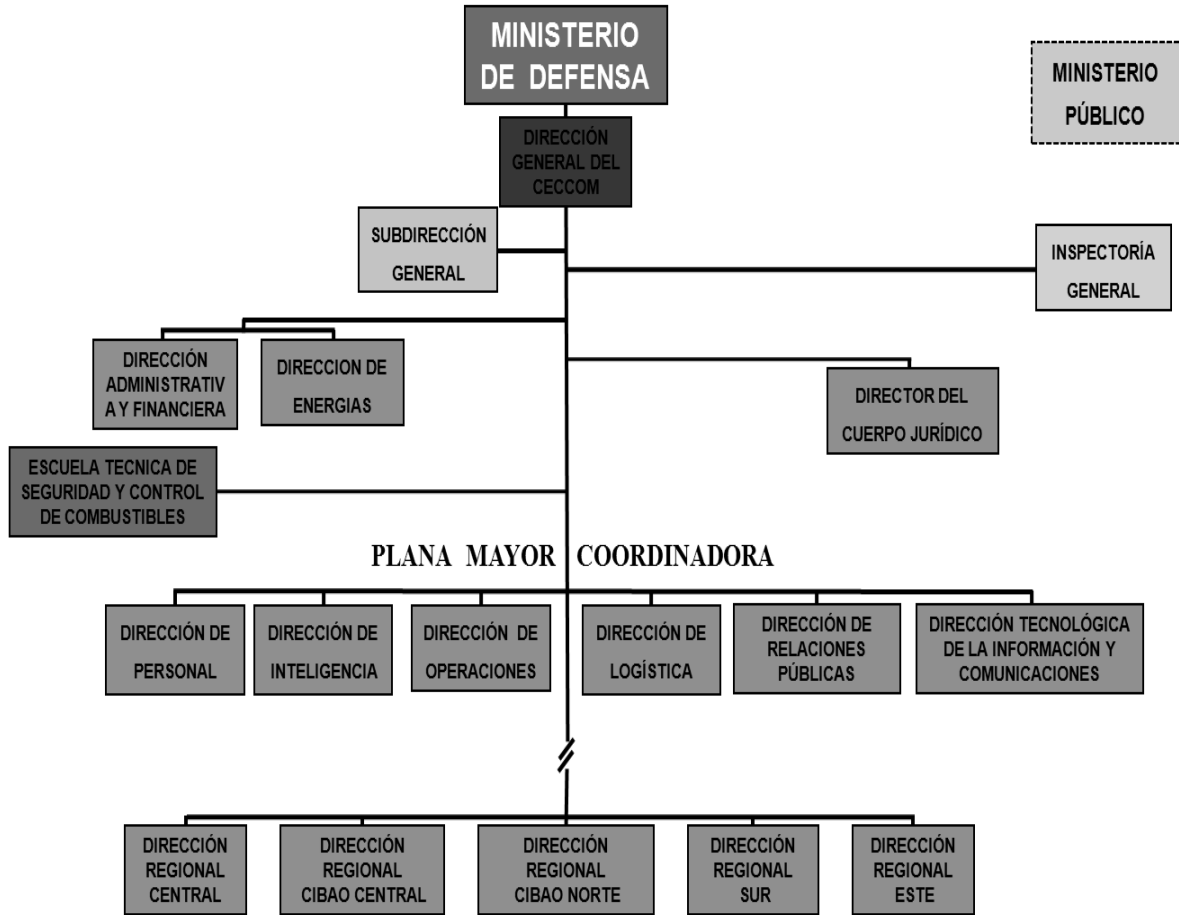 MINISTERIO
DE DEFENSA
MINISTERIO
PÚBLICO
DIRECCIÓN
GENERAL DEL
CECCOM
SUBDIRECCIÓN
GENERAL
INSPECTORÍA
GENERAL
DIRECCIÓN
ADMINISTRATIV
A Y FINANCIERA
DIRECCION DE
ENERGIAS
DIRECTOR DEL
CUERPO JURÍDICO
ESCUELA TECNICA DE
SEGURIDAD Y CONTROL
DE COMBUSTIBLES
PLANA MAYOR COORDINADORA
DIRECCIÓN DE
PERSONAL
DIRECCIÓN DE
INTELIGENCIA
DIRECCIÓN DE
OPERACIONES
DIRECCIÓN DE
LOGÍSTICA
DIRECCIÓN DE
RELACIONES
PÚBLICAS
DIRECCIÓN TECNOLÓGICA
DE LA INFORMACIÓN Y
COMUNICACIONES
DIRECCIÓN
REGIONAL
CENTRAL
DIRECCIÓN
REGIONAL
CIBAO CENTRAL
DIRECCIÓN
REGIONAL
CIBAO NORTE
DIRECCIÓN
REGIONAL
SUR
DIRECCIÓN
REGIONAL
ESTE